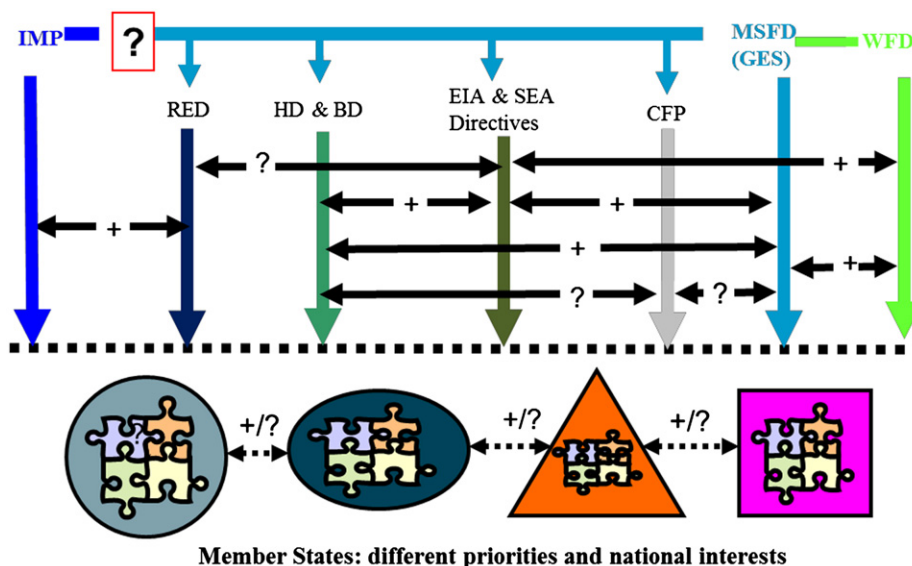 IMP
?
MSFD
(GES)
WFD
RED
HD & BD
EIA & SEA
Directives
CFP
?
+
+
+
+
+
+
?
?
+/?
+/?
+/?
?
Member States: different priorities and national interests